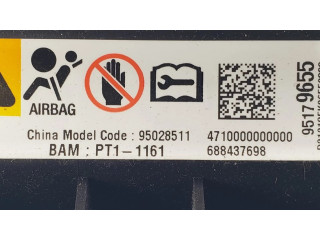 AIRBAG
China Model Code : 95028511
4710000000000
BAM : PT1-1161
688437698
95179655